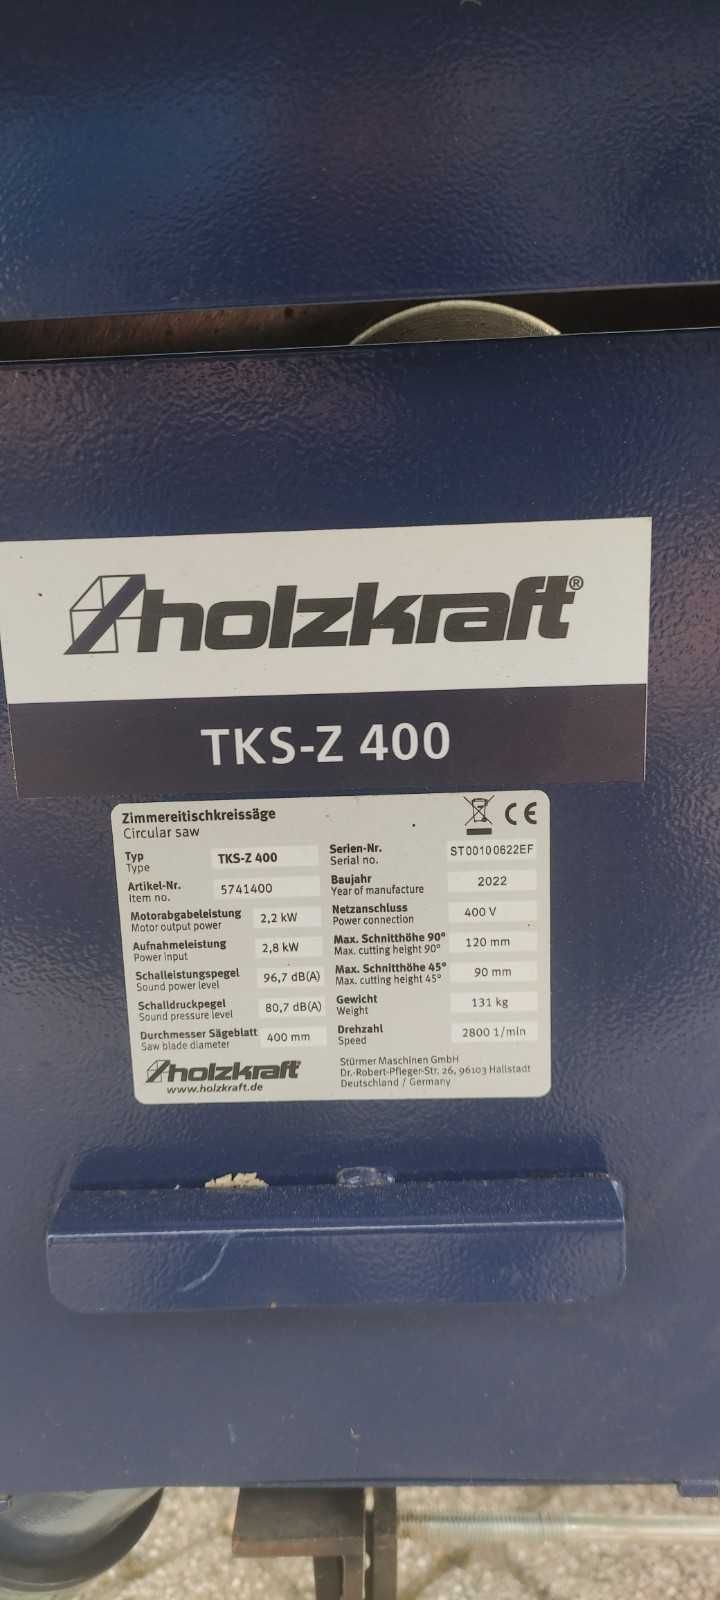 holzkraft®
TKS-Z 400
Zimmereitischkreissäge
Circular saw
CE
Typ
Type
TKS-Z 400
Artikel-Nr.
Item no.
5741400
Motorabgabeleistung
Motor output power
2,2 kW
Aufnahmeleistung
Power input
2,8 kW
Schalleistungspegel
Sound power level
96,7 dB(A)
Schalldruckpegel
Sound pressure level
80,7 dB(A)
Durchmesser Sägeblatt
Saw blade diameter
400 mm
Serien-Nr.
Serial no.
ST00100622EF
Baujahr
Year of manufacture
2022
Netzanschluss
Power connection
400 V
Max. Schnitthöhe 90°
Max. cutting height 90°
120 mm
Max. Schnitthöhe 45°
Max. cutting height 45°
90 mm
Gewicht
Weight
131 kg
Drehzahl
Speed
2800 1/min
holzkraft®
www.holzkraft.de
Stürmer Maschinen GmbH
Dr.-Robert-Pfleger-Str. 26, 96103 Hallstadt
Deutschland / Germany